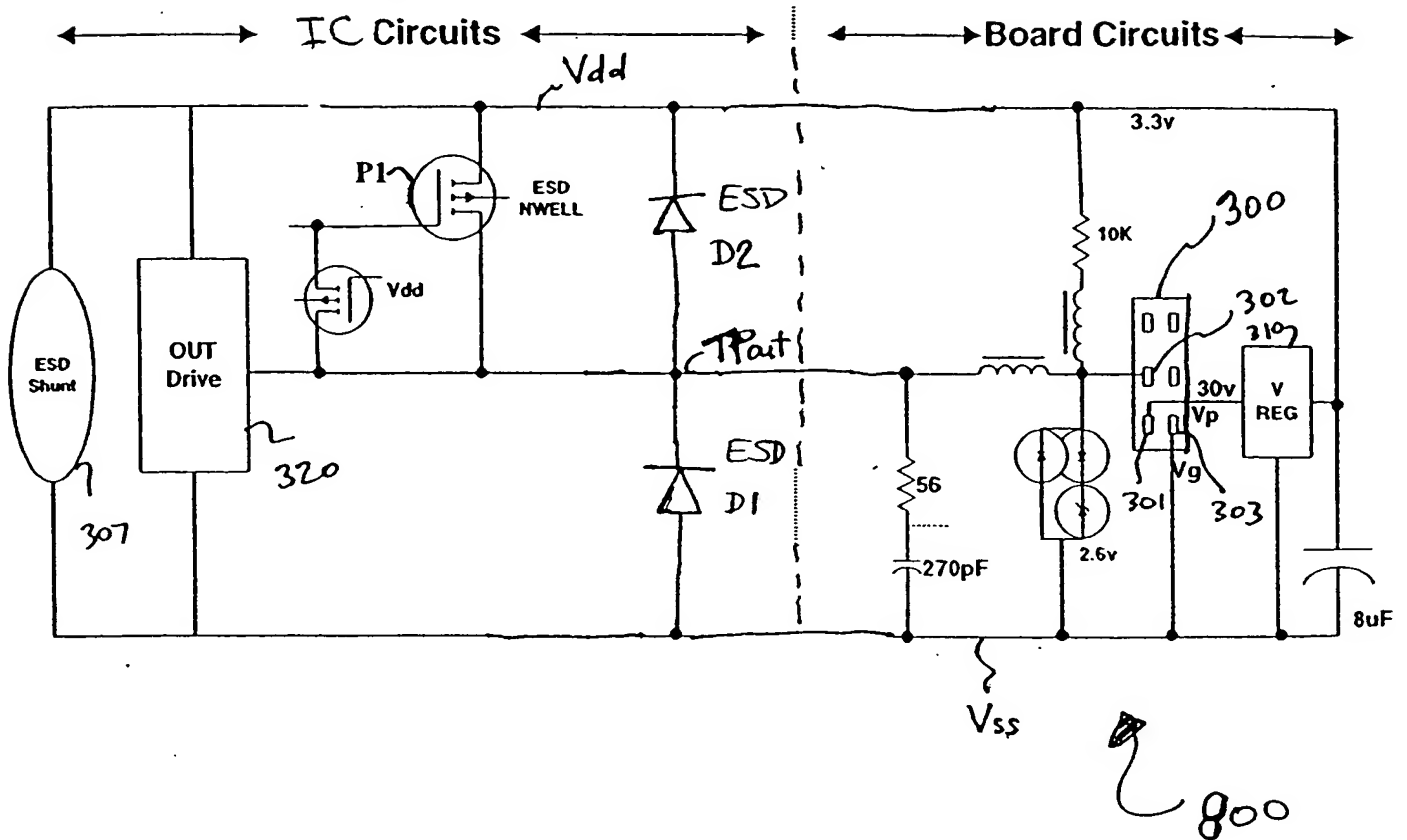 IC Circuits
Board Circuits
Vdd
3.3v
P1
ESD
NWELL
ESD
D2
10K
300
302
310
Vdd
ESD
Shunt
OUT
Drive
TPout
30v
Vp
V
REG
320
307
ESD
D1
56
Vg
301
303
2.6v
270pF
8uF
Vss
800